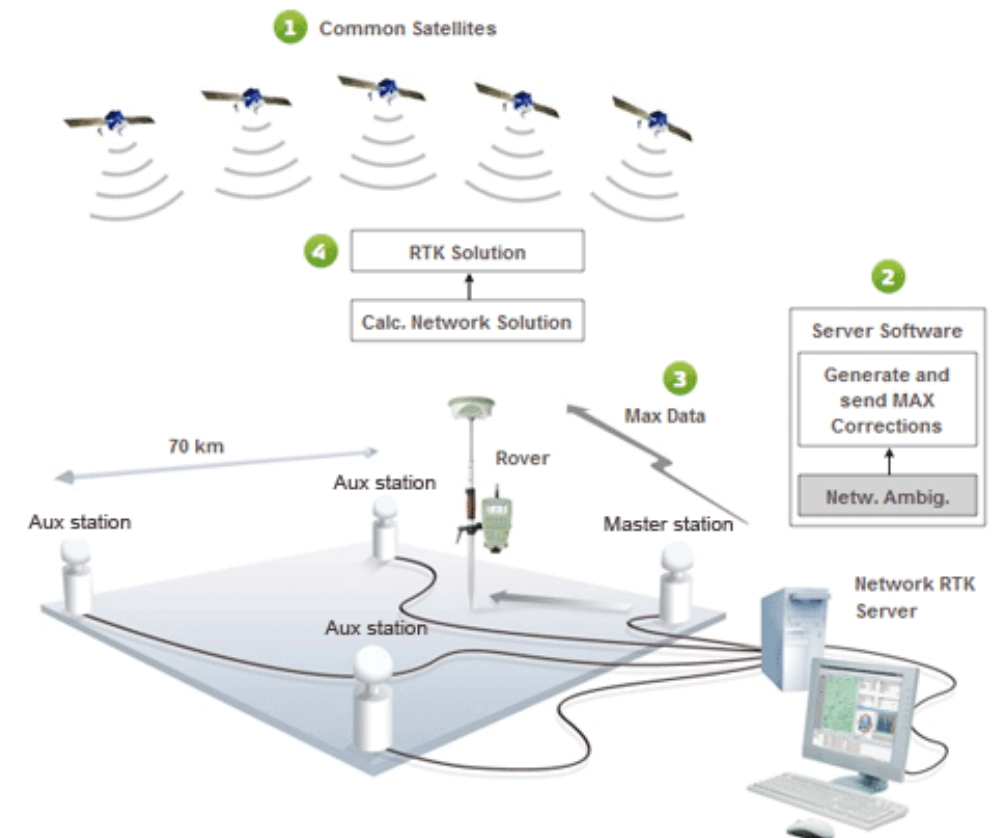 1 Common Satellites
4 RTK Solution
Calc. Network Solution
2
Server Software
Generate and
send MAX
Corrections
Netw. Ambig.
3
Max Data
70 km
Rover
Aux station
Aux station
Master station
Aux station
Network RTK
Server